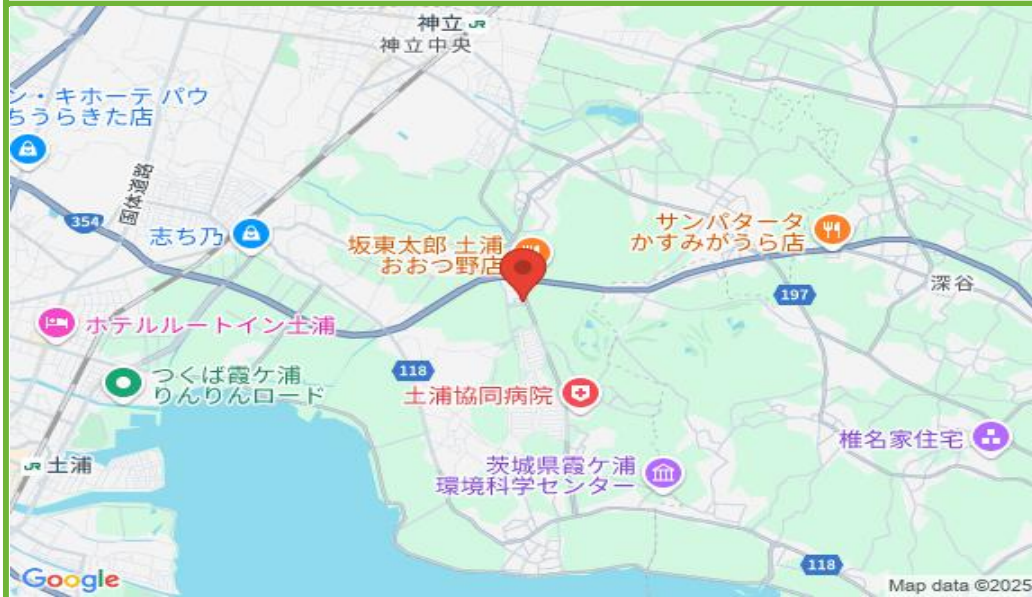 神立 JR
神立中央
ン・キホーテ パウ
ちうらきた店
国体道路
354
志ち乃
坂東太郎 土浦
おおつ野店
サンパタータ
かすみがうら店
深谷
197
ホテルルートイン土浦
118
つくば霞ケ浦
りんりんロード
土浦協同病院
椎名家住宅
JR 土浦
茨城県霞ケ浦
環境科学センター
118
Google
Map data ©2025